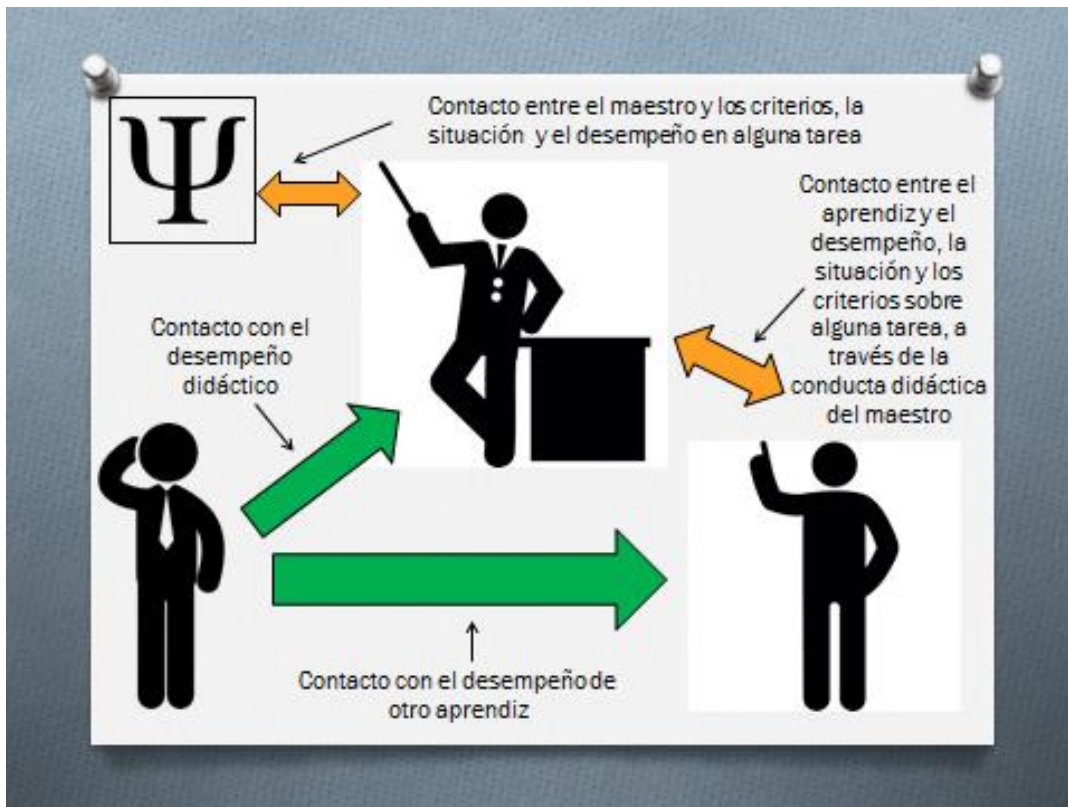 Ψ
Contacto entre el maestro y los criterios, la
situación y el desempeño en alguna tarea
Contacto entre el
aprendiz y el
desempeño, la
situación y los
criterios sobre
alguna tarea, a
través de la
conducta didáctica
del maestro
Contacto con el
desempeño
didáctico
Contacto con el desempeño de
otro aprendiz